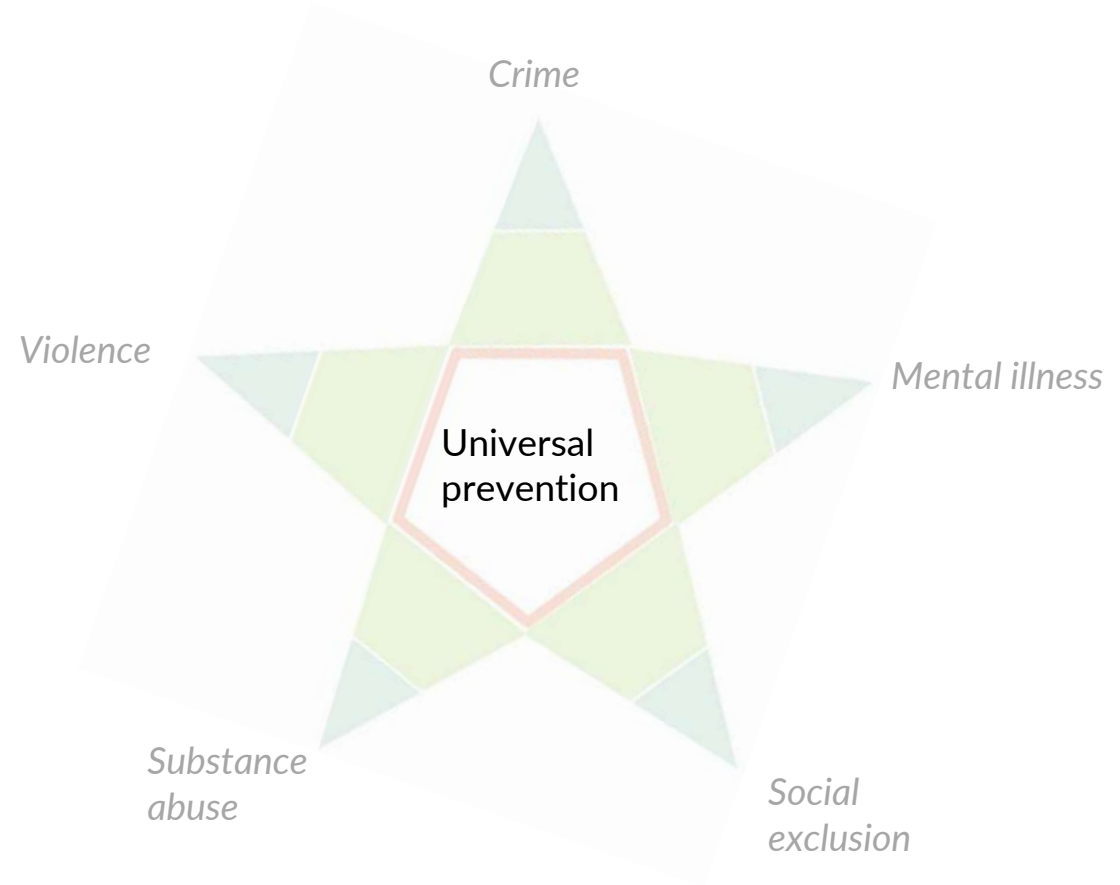 Crime
Violence
Mental illness
Universal
prevention
Substance
abuse
Social
exclusion